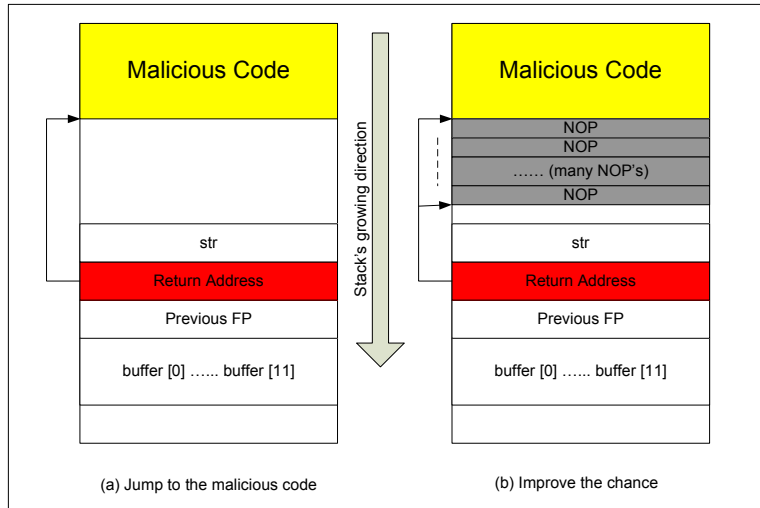 Malicious Code
str
Return Address
Previous FP
buffer [0] …... buffer [11]
(a) Jump to the malicious code
Stack's growing direction
Malicious Code
NOP
NOP
…... (many NOP's)
NOP
str
Return Address
Previous FP
buffer [0] …... buffer [11]
(b) Improve the chance